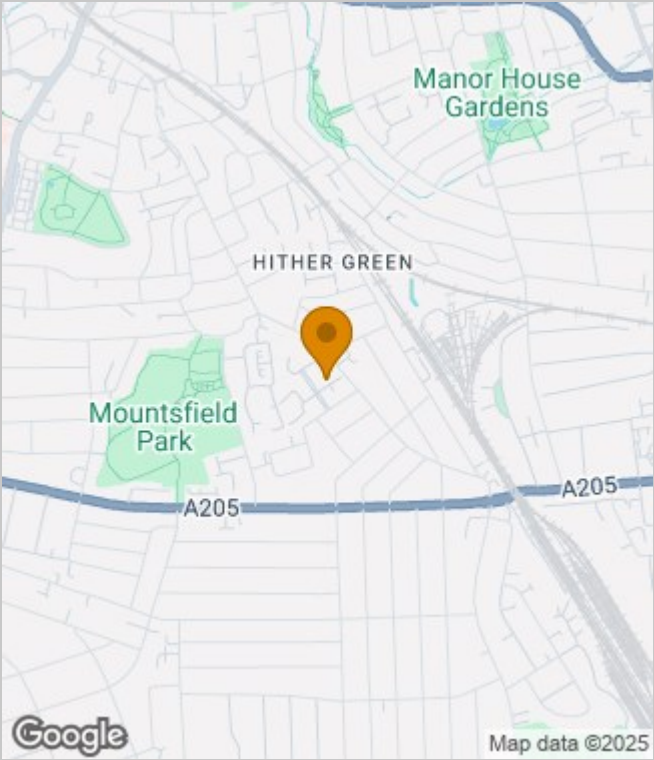 Manor House
Gardens
HITHER GREEN
Mountsfield
Park
A205
A205
Google
Map data ©2025